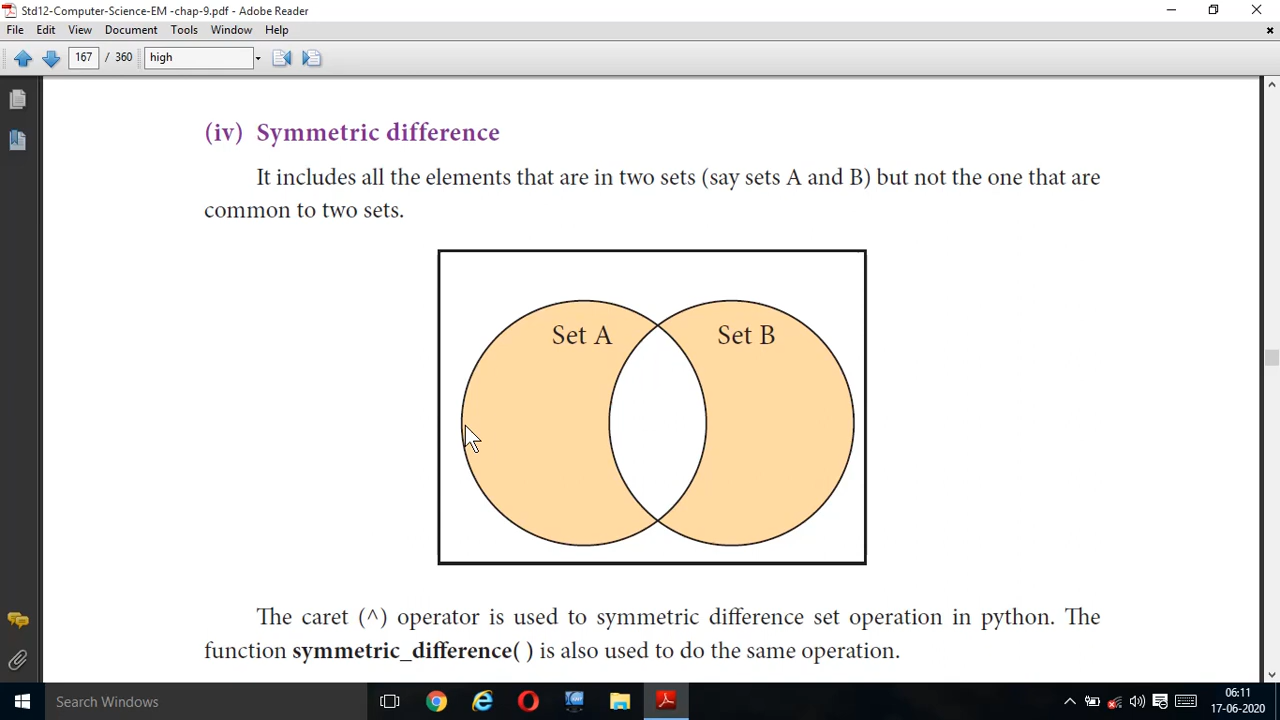 Std12-Computer-Science-EM -chap-9.pdf - Adobe Reader
File Edit View Document Tools Window Help
167 / 360 high
(iv) Symmetric difference
It includes all the elements that are in two sets (say sets A and B) but not the one that are
common to two sets.
Set A Set B
The caret (^) operator is used to symmetric difference set operation in python. The
function symmetric_difference( ) is also used to do the same operation.
Search Windows
06:11
17-06-2020